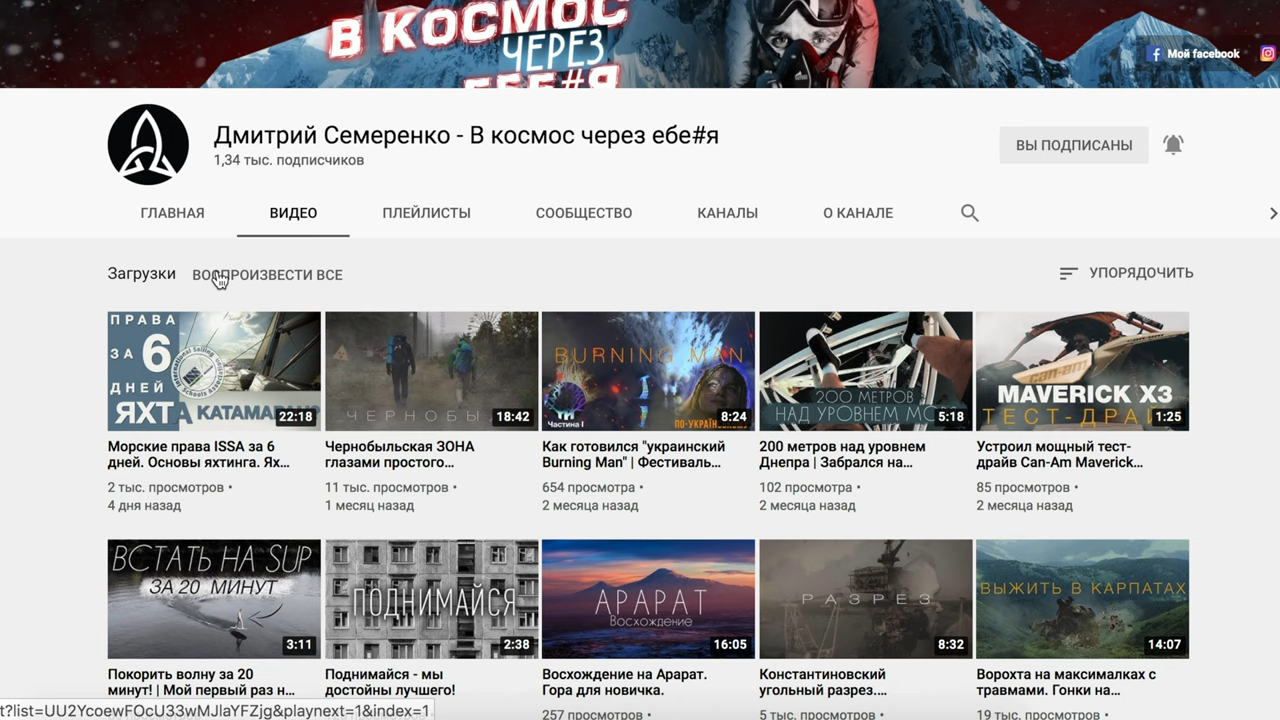 В КОСМОС
ЧЕРЕЗ
ЕБЕ#Я
Мой facebook
Дмитрий Семеренко - В космос через ебе#я
1,34 тыс. подписчиков
ВЫ ПОДПИСАНЫ
ГЛАВНАЯ ВИДЕО ПЛЕЙЛИСТЫ СООБЩЕСТВО КАНАЛЫ О КАНАЛЕ
Загрузки ВОСПРОИЗВЕСТИ ВСЕ УПОРЯДОЧИТЬ
ПРАВА
ЗА 6
ДНЕЙ
ЯХТА КАТАМАРАН
22:18
Морские права ISSA за 6
дней. Основы яхтинга. Ях...
2 тыс. просмотров •
4 дня назад
ЧЕРНОБЫ
18:42
Чернобыльская ЗОНА
глазами простого...
11 тыс. просмотров •
1 месяц назад
BURNING MAN
Частина I
ПО-УКРАЇНСЬКИ
8:24
Как готовился "украинский
Burning Man" | Фестиваль...
654 просмотра •
2 месяца назад
200 МЕТРОВ
НАД УРОВНЕМ МО
5:18
200 метров над уровнем
Днепра | Забрался на...
102 просмотра •
2 месяца назад
can-am
MAVERICK X3
ТЕСТ-ДРАЙ
1:25
Устроил мощный тест-
драйв Can-Am Maverick...
85 просмотров •
2 месяца назад
ВСТАТЬ НА SUP
ЗА 20 МИНУТ
3:11
Покорить волну за 20
минут! | Мой первый раз н...
ПОДНИМАЙСЯ
2:38
Поднимайся - мы
достойны лучшего!
АРАРАТ
Восхождение
16:05
Восхождение на Арарат.
Гора для новичка.
257 просмотров •
РАЗРЕЗ
8:32
Константиновский
угольный разрез....
5 тыс. просмотров •
ВЫЖИТЬ В КАРПАТАХ
14:07
Ворохта на максималках с
травмами. Гонки на...
19 тыс. просмотров •
t?list=UU2YcoewFOcU33wMJlaYFZjg&playnext=1&index=1